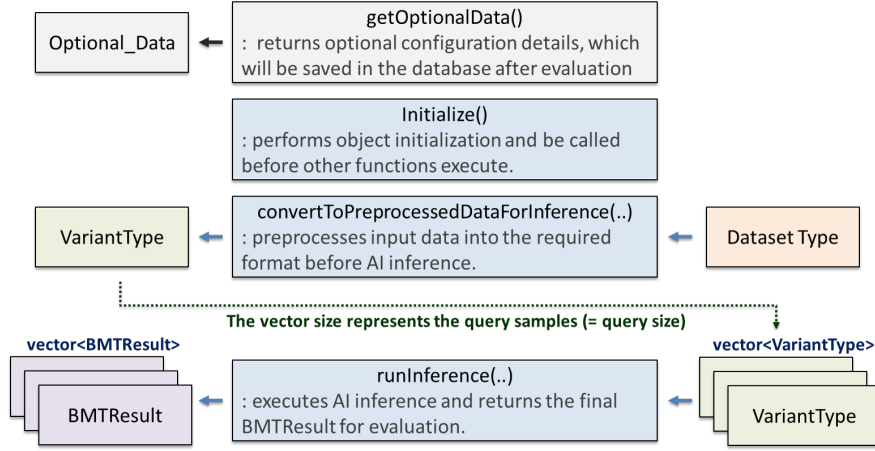 getOptionalData()
Optional_Data
: returns optional configuration details, which
will be saved in the database after evaluation
Initialize()
: performs object initialization and be called
before other functions execute.
convertToPreprocessedDataForInference(..)
VariantType
: preprocesses input data into the required
format before AI inference.
Dataset Type
The vector size represents the query samples (= query size)
vector<BMTResult>
vector<VariantType>
runInference(..)
: executes AI inference and returns the final
BMTResult for evaluation.
BMTResult
VariantType